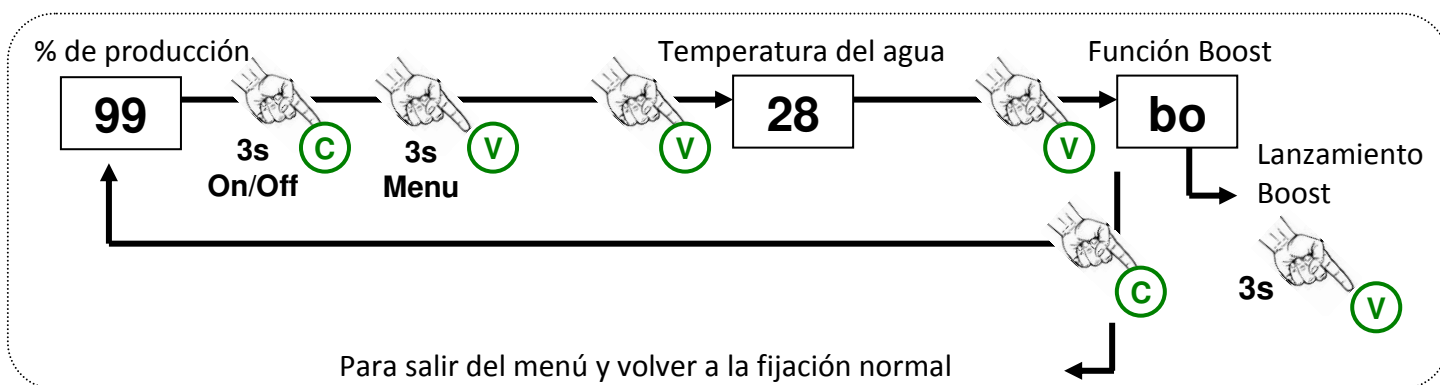 % de producción
Temperatura del agua
Función Boost
99
28
bo
3s
On/Off
C
3s
Menu
V
V
V
Lanzamiento
Boost
C
3s
V
Para salir del menú y volver a la fijación normal